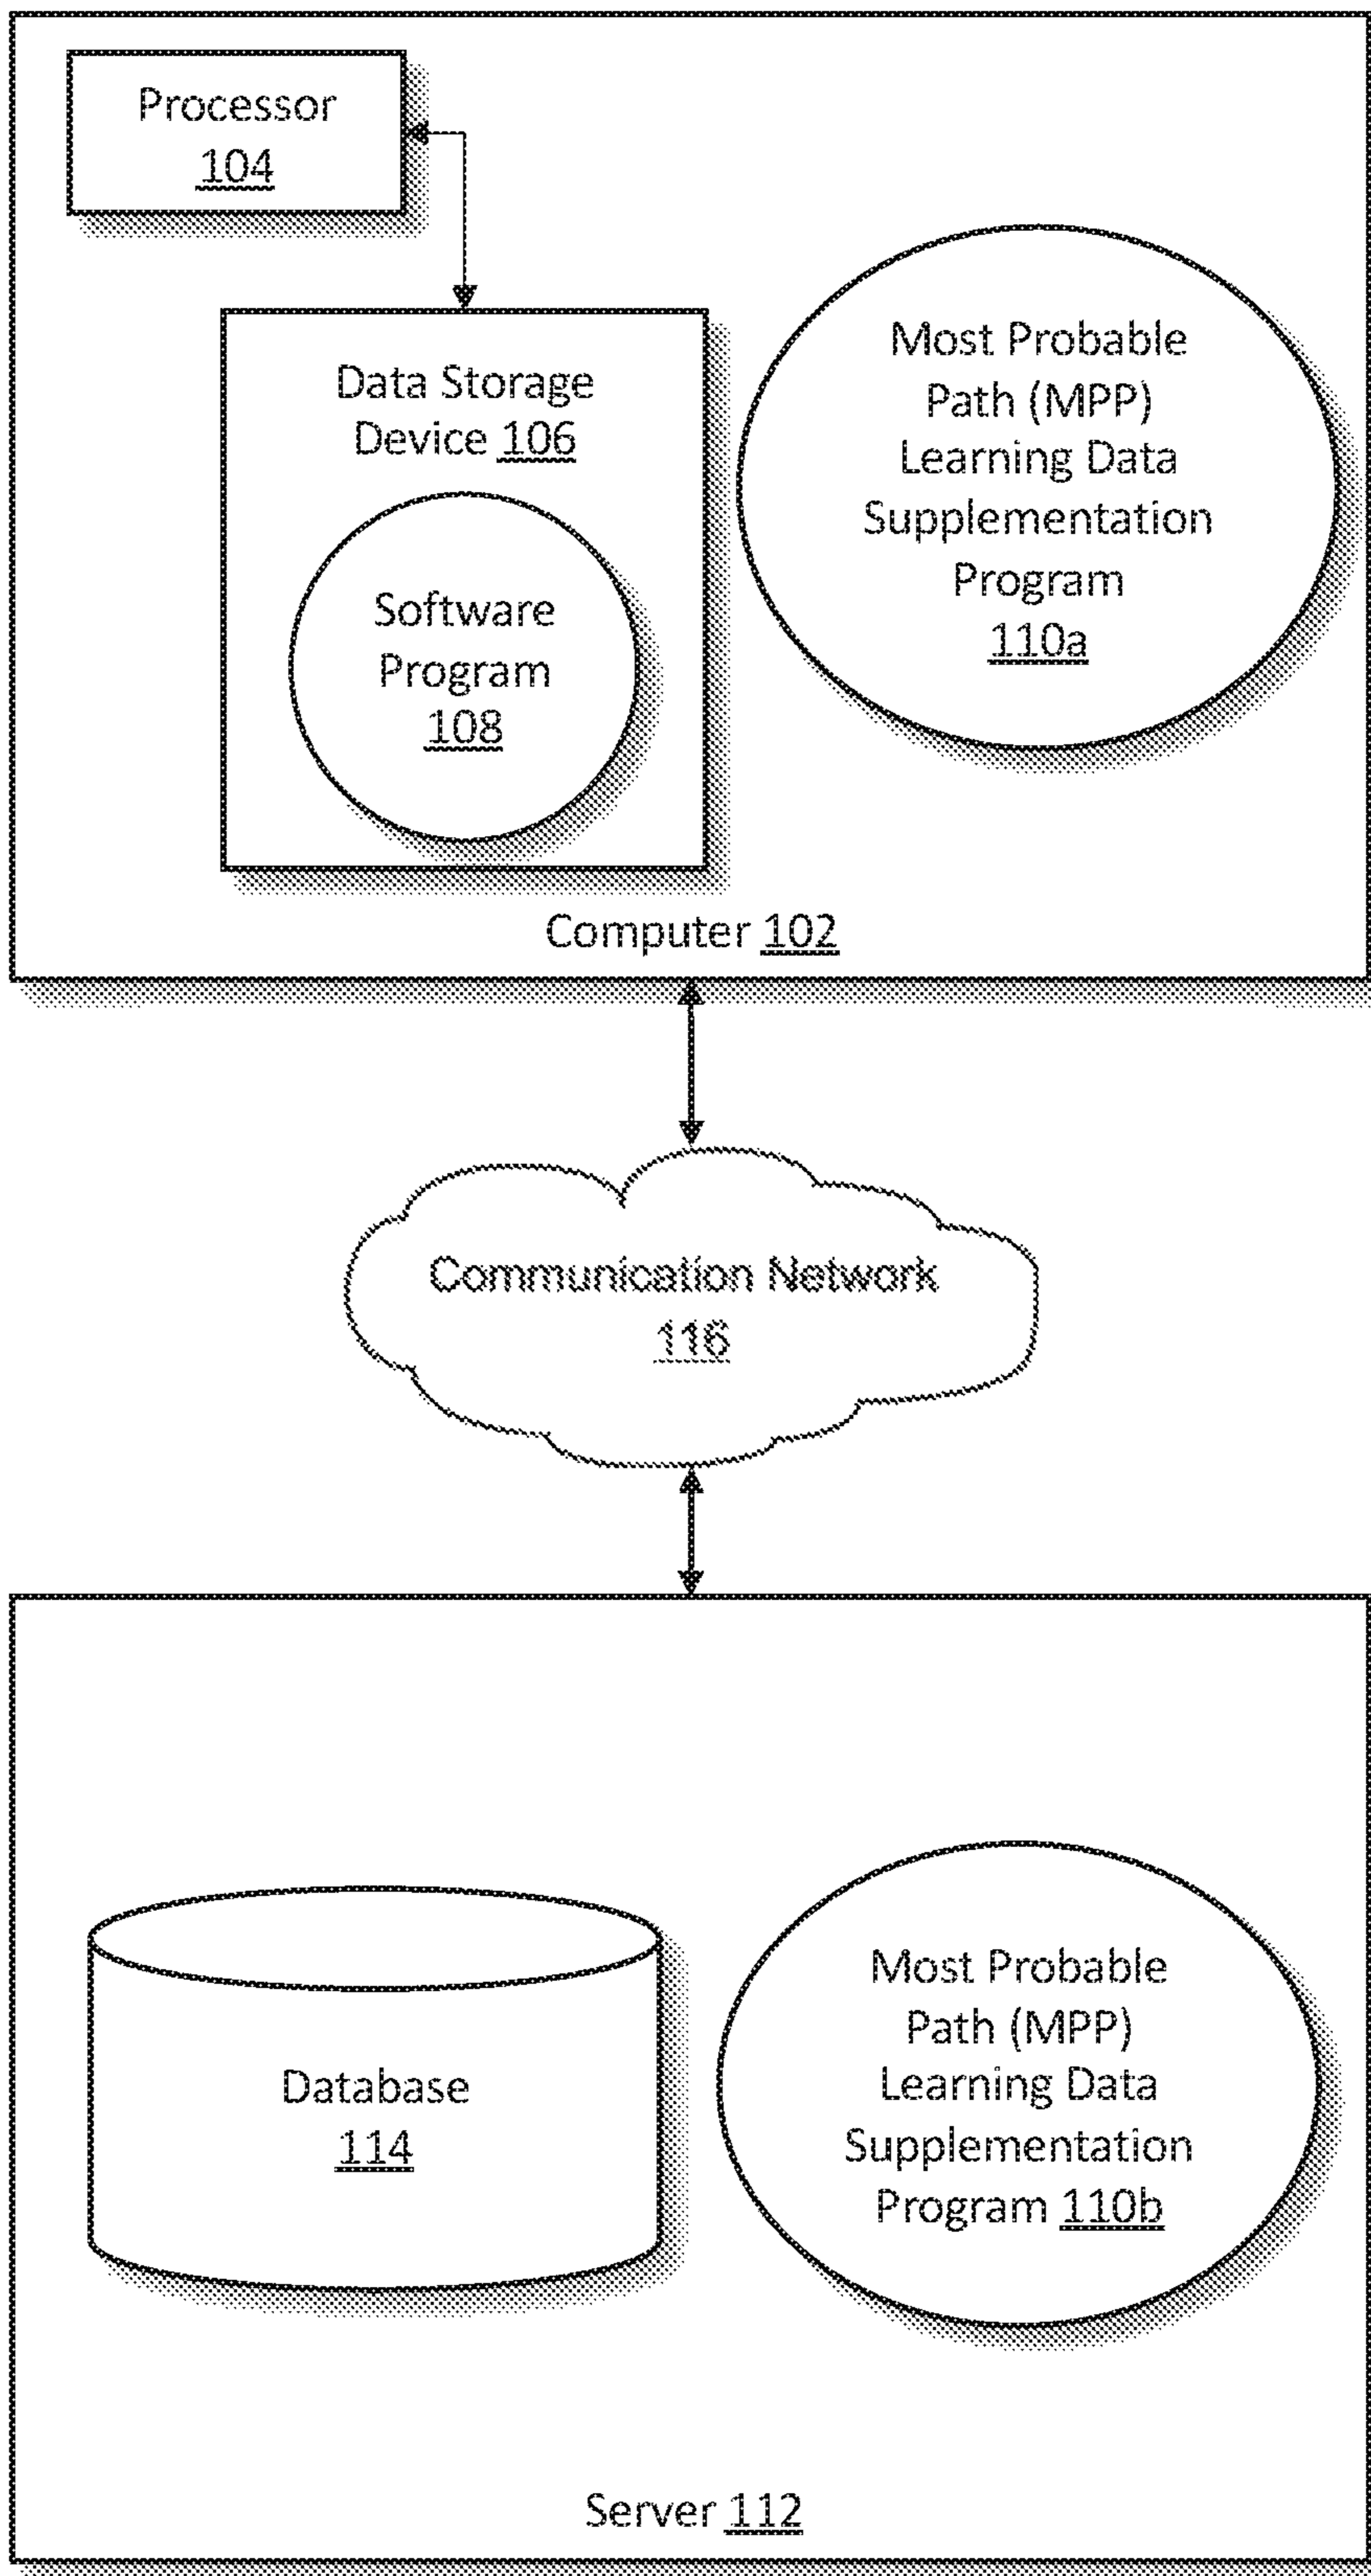 Processor
104
Data Storage
Device 106
Software
Program
108
Most Probable
Path (MPP)
Learning Data
Supplementation
Program
110a
Computer 102
Communication Network
116
Database
114
Most Probable
Path (MPP)
Learning Data
Supplementation
Program 110b
Server 112